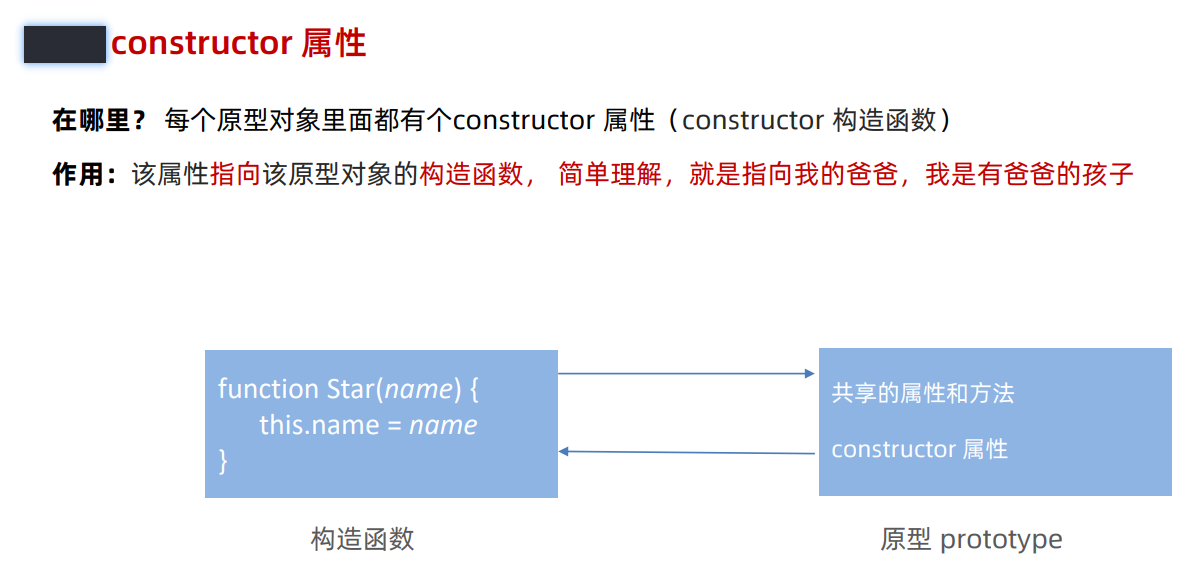 constructor 属性
在哪里？ 每个原型对象里面都有个constructor 属性（constructor 构造函数）
作用：该属性指向该原型对象的构造函数， 简单理解，就是指向我的爸爸，我是有爸爸的孩子
function Star(name) {
this.name = name
}
共享的属性和方法
constructor 属性
构造函数
原型 prototype